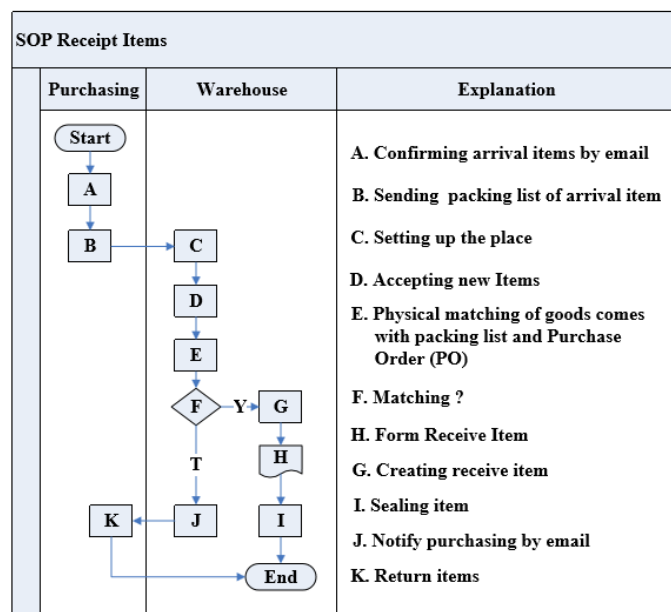 SOP Receipt Items
Purchasing
Warehouse
Explanation
Start
A
B
C
D
E
F
Y
G
H
T
K
J
I
End
A. Confirming arrival items by email
B. Sending packing list of arrival item
C. Setting up the place
D. Accepting new Items
E. Physical matching of goods comes
with packing list and Purchase
Order (PO)
F. Matching ?
H. Form Receive Item
G. Creating receive item
I. Sealing item
J. Notify purchasing by email
K. Return items